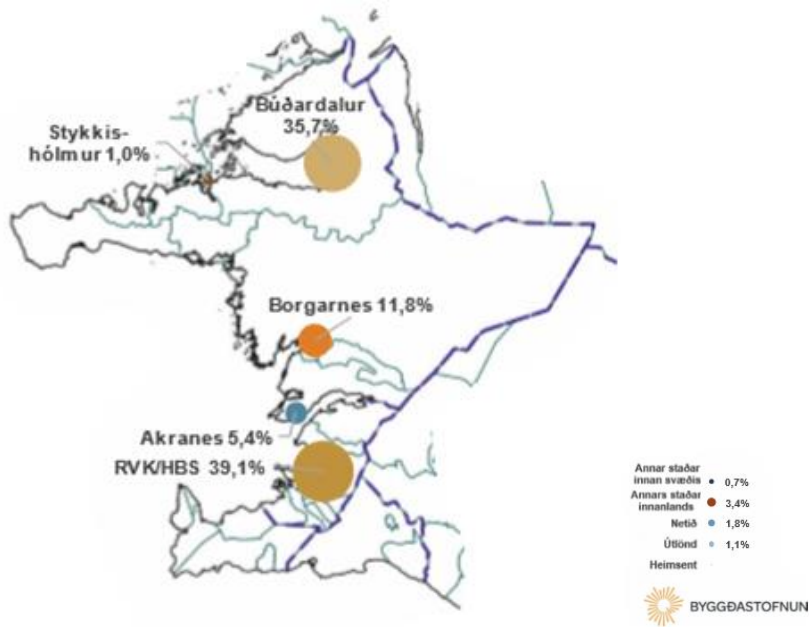 Búðardalur
35,7%
Stykkis-
hólmur 1,0%
Borgarnes 11,8%
Akranes 5,4%
RVK/HBS 39,1%
Annar staðar
innan svæðis 0,7%
Annars staðar
innanlands 3,4%
Netið 1,8%
Útlönd 1,1%
Heimsent
BYGGÐASTOFNUN